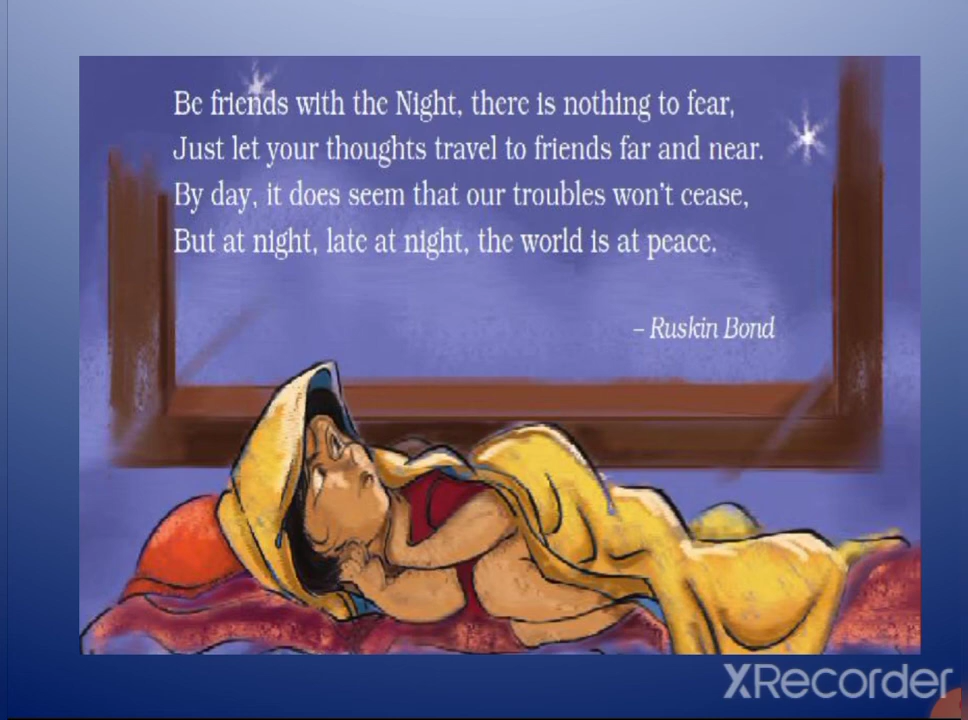 Be friends with the Night, there is nothing to fear,
Just let your thoughts travel to friends far and near.
By day, it does seem that our troubles won't cease,
But at night, late at night, the world is at peace.
– Ruskin Bond
XRecorder